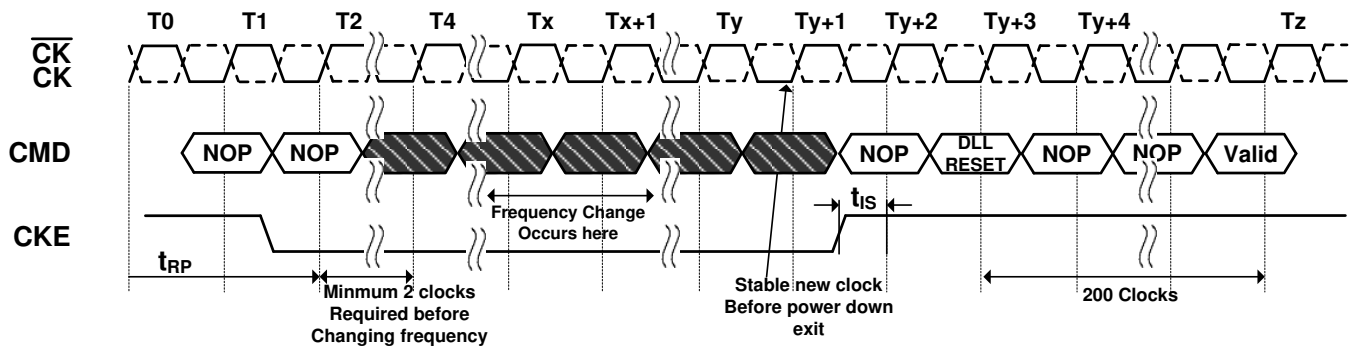 T0 T1 T2 T4 Tx Tx+1 Ty Ty+1 Ty+2 Ty+3 Ty+4 Tz
CK
CK
CMD NOP NOP NOP DLL RESET NOP NOP Valid
Frequency Change
Occurs here
tIS
CKE
tRP
Minmum 2 clocks
Required before
Changing frequency
Stable new clock
Before power down
exit
200 Clocks